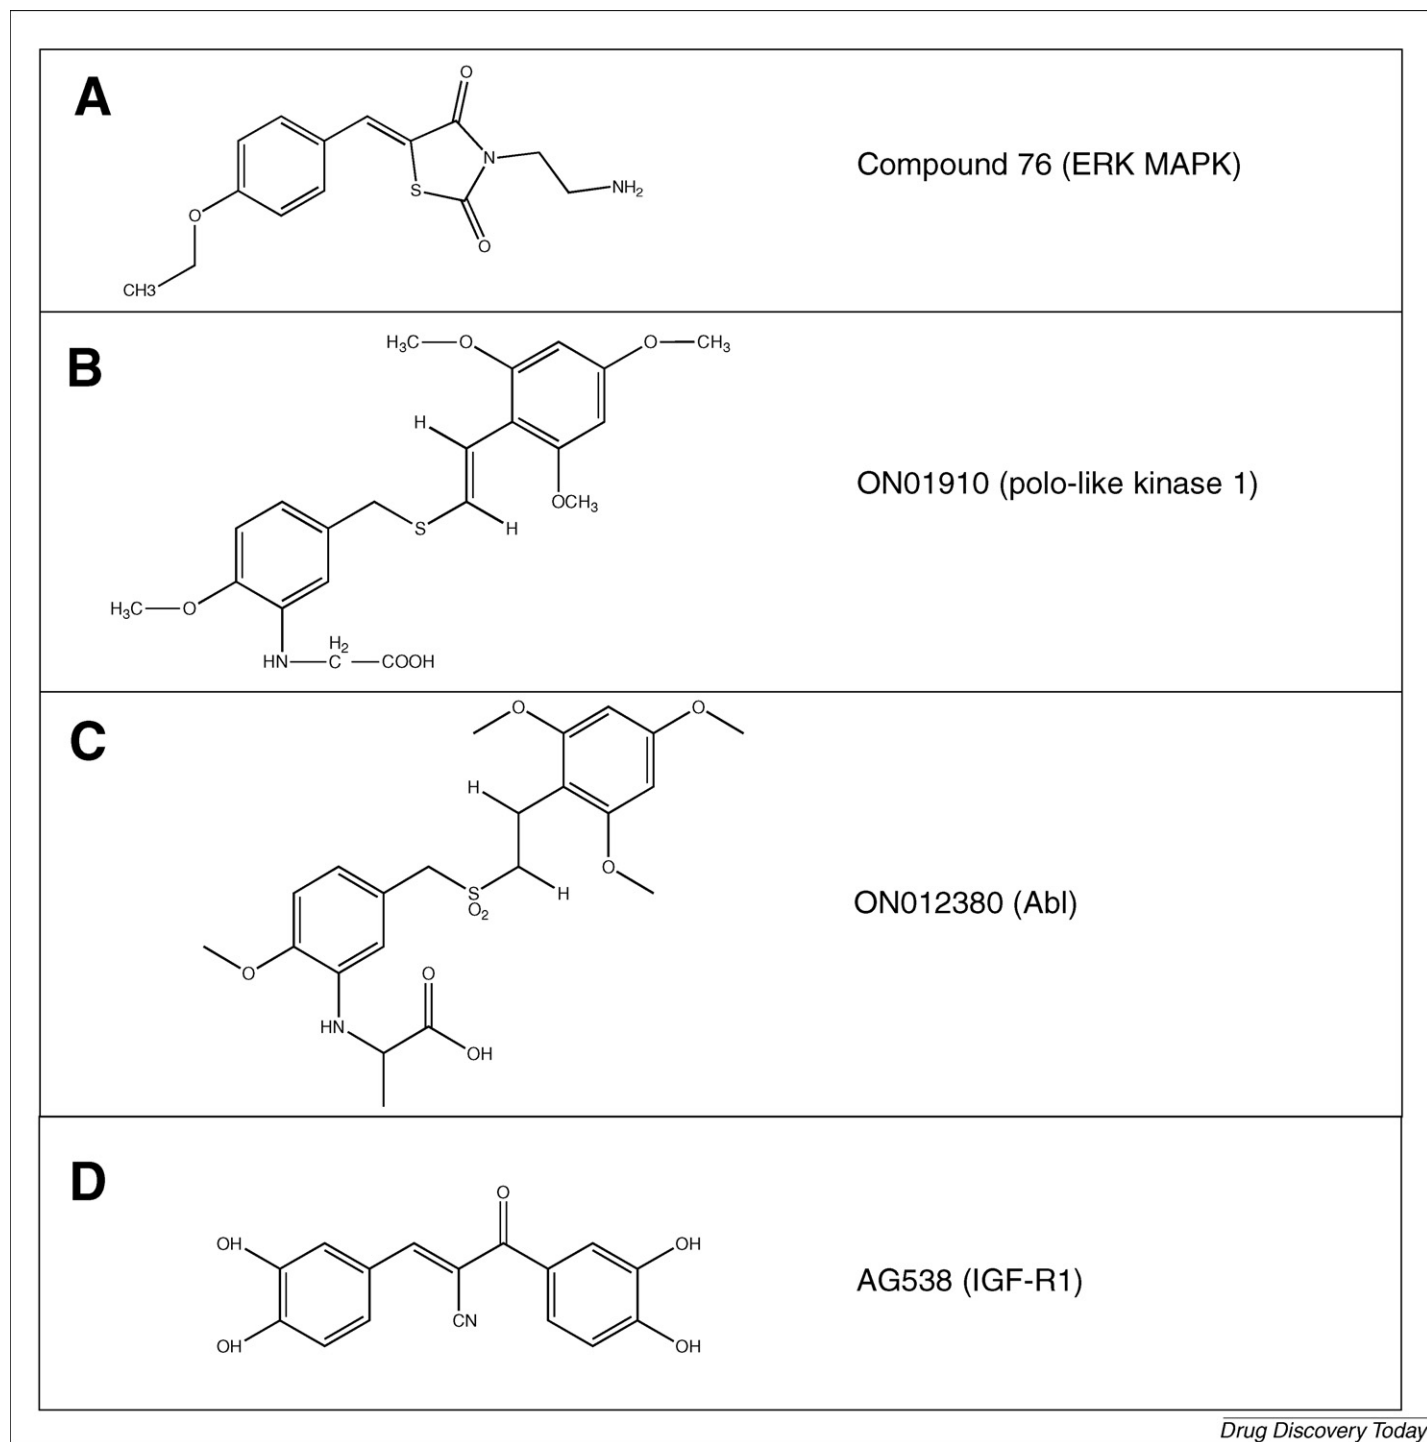 A
O
N
S
NH2
O
O
CH3
Compound 76 (ERK MAPK)
B
H3C
O
O
CH3
H
OCH3
S
H
H3C
O
H2
HN
C
COOH
ON01910 (polo-like kinase 1)
C
O
O
H
O
S
O2
H
O
O
HN
OH
ON012380 (Abl)
D
O
OH
OH
CN
OH
OH
AG538 (IGF-R1)
Drug Discovery Today